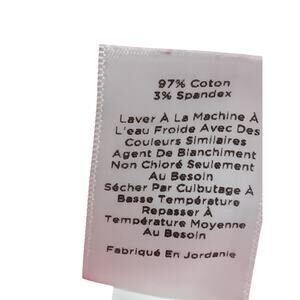 97% Coton
3% Spandex
Laver À La Machine À
L'eau Froide Avec Des
Couleurs Similaires
Agent De Blanchiment
Non Chloré Seulement
Au Besoin
Sécher Par Culbutage À
Basse Température
Repasser À
Température Moyenne
Au Besoin
Fabriqué En Jordanie